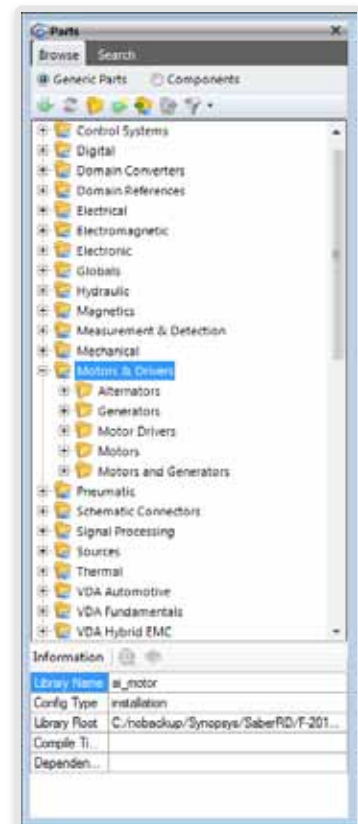 Parts
Browse Search
Generic Parts Components
Control Systems
Digital
Domain Converters
Domain References
Electrical
Electromagnetic
Electronic
Globals
Hydraulic
Magnetics
Measurement & Detection
Mechanical
Motors & Drivers
Alternators
Generators
Motor Drivers
Motors
Motors and Generators
Pneumatic
Schematic Connectors
Signal Processing
Sources
Thermal
VDA Automotive
VDA Fundamentals
VDA Hybrid EMC
Information
Library Name ai_motor
Config Type installation
Library Root C:/nobackup/Synopsys/SaberRD/F-201...
Compile Ti...
Dependen...